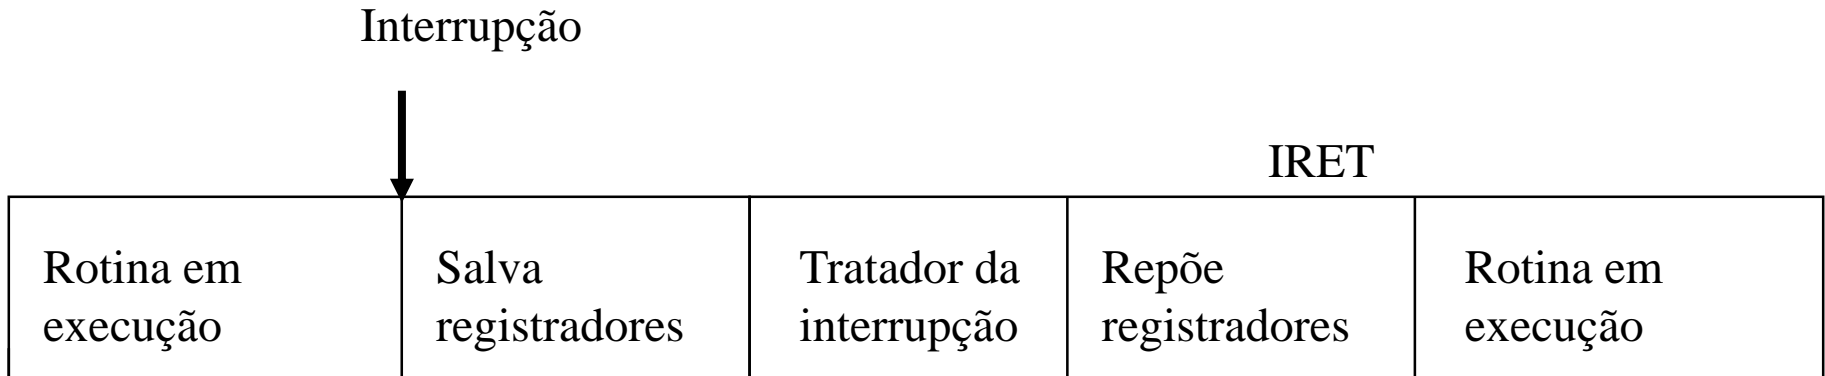 Interrupção
IRET
Rotina em
execução
Salva
registradores
Tratador da
interrupção
Repõe
registradores
Rotina em
execução